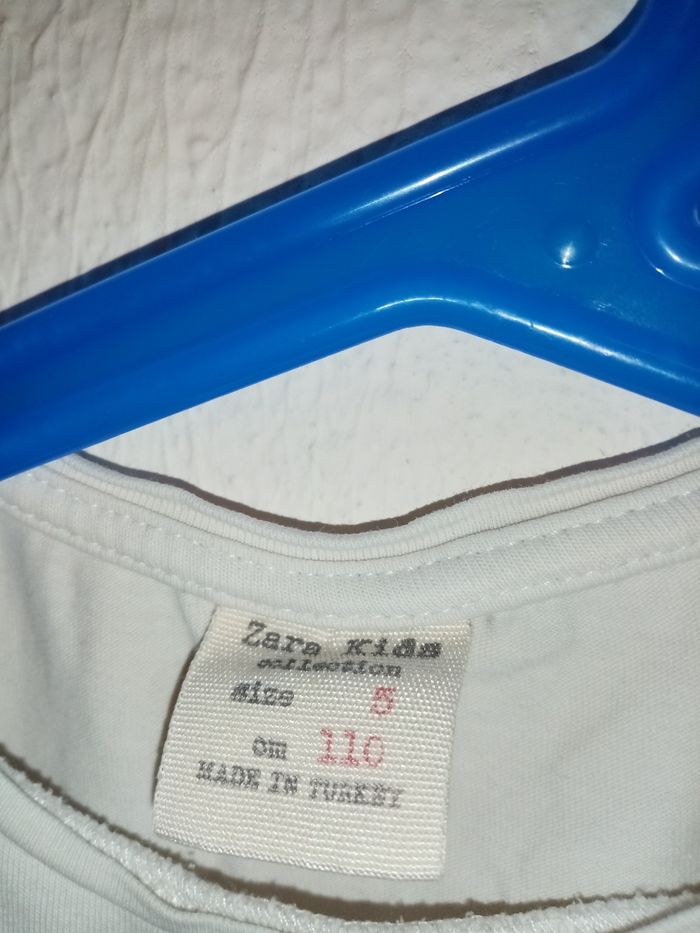 Zara Kids
collection
size 5
cm 110
MADE IN TURKEY